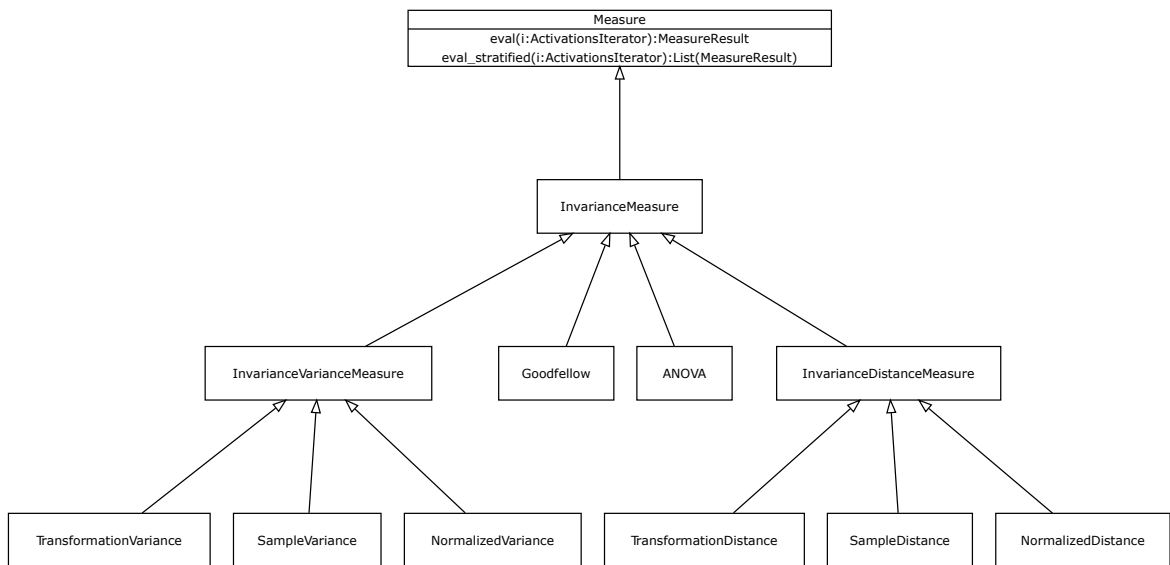 Measure
eval(i:ActivationsIterator):MeasureResult
eval_stratified(i:ActivationsIterator):List(MeasureResult)
InvarianceMeasure
InvarianceVarianceMeasure
Goodfellow
ANOVA
InvarianceDistanceMeasure
TransformationVariance
SampleVariance
NormalizedVariance
TransformationDistance
SampleDistance
NormalizedDistance